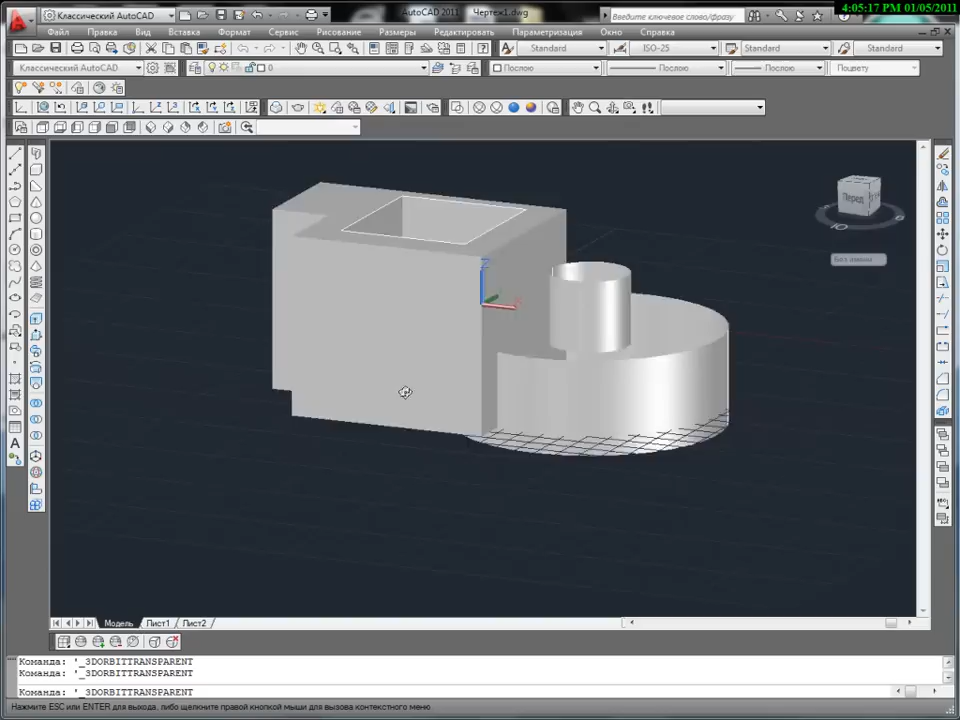 4:05:17 PM 01/05/2011
Классический AutoCAD
AutoCAD 2011 Чертеж1.dwg
Введите ключевое слово/фразу
Файл Правка Вид Вставка Формат Сервис Рисование Размеры Редактировать Параметризация Окно Справка
Standard ISO-25 Standard Standard
Классический AutoCAD 0 Послою Послою Послою Поцвету
Перед
Z
X
Модель Лист1 Лист2
Команда: '_3DORBITTRANSPARENT
Команда: '_3DORBITTRANSPARENT
Команда: '_3DORBITTRANSPARENT
Нажмите ESC или ENTER для выхода, либо щелкните правой кнопкой мыши для вызова контекстного меню.